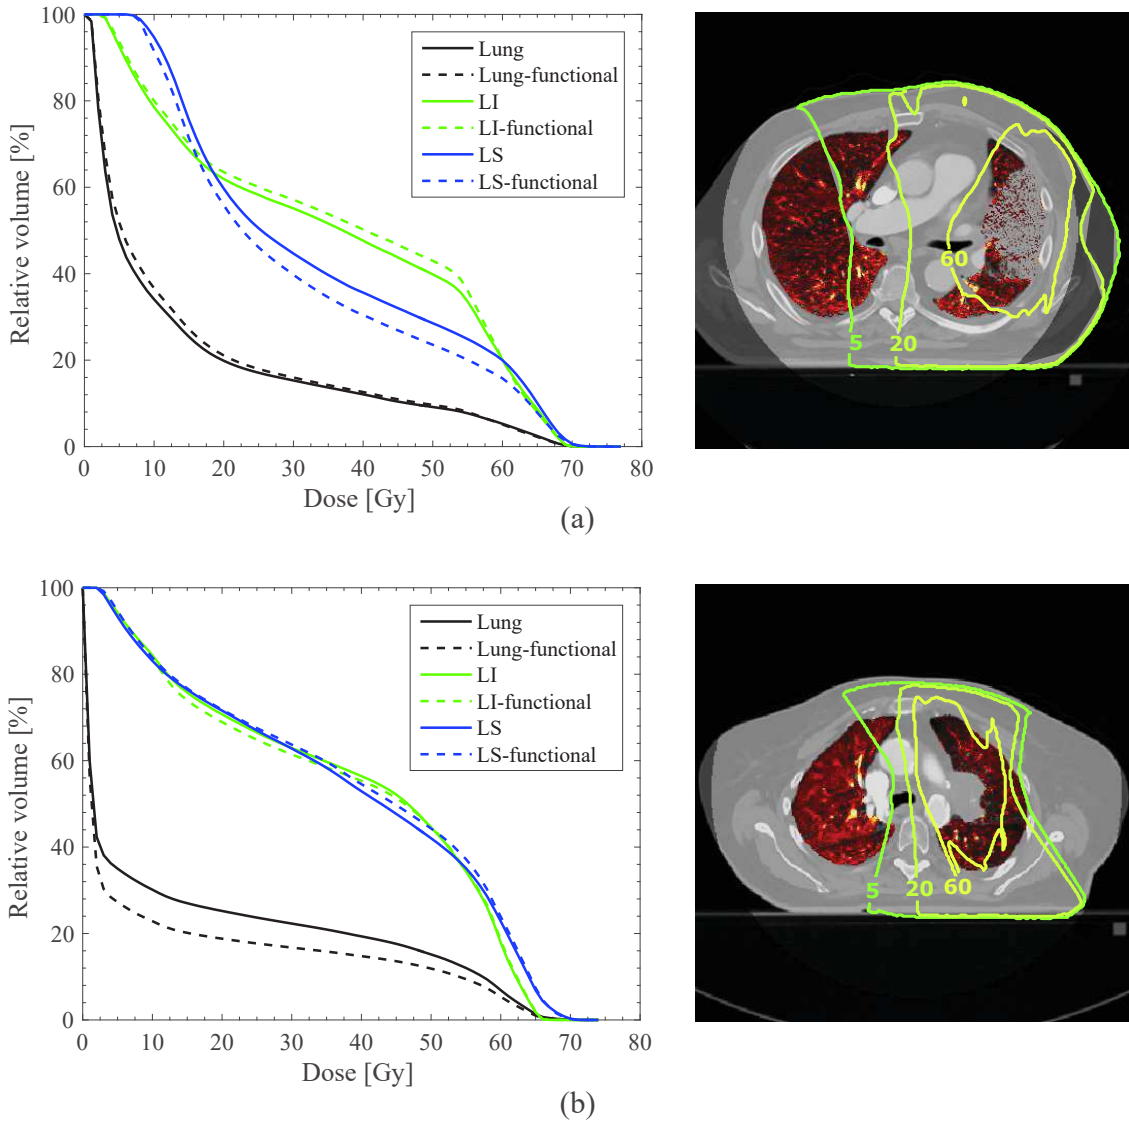 100
80
60
40
20
0
Relative volume [%]
0 10 20 30 40 50 60 70 80
Dose [Gy]
Lung
Lung-functional
LI
LI-functional
LS
LS-functional
60
5 20
(a)
100
80
60
40
20
0
Relative volume [%]
0 10 20 30 40 50 60 70 80
Dose [Gy]
Lung
Lung-functional
LI
LI-functional
LS
LS-functional
5 20 60
(b)